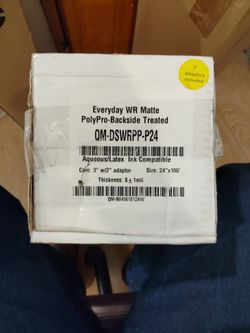 2"
adaptors
included
Everyday WR Matte
PolyPro-Backside Treated
QM-DSWRPP-P24
Aqueous/Latex Ink Compatible
Core: 3" w/2" adaptor Size: 24"x100'
Thickness: 8 ± 1mil